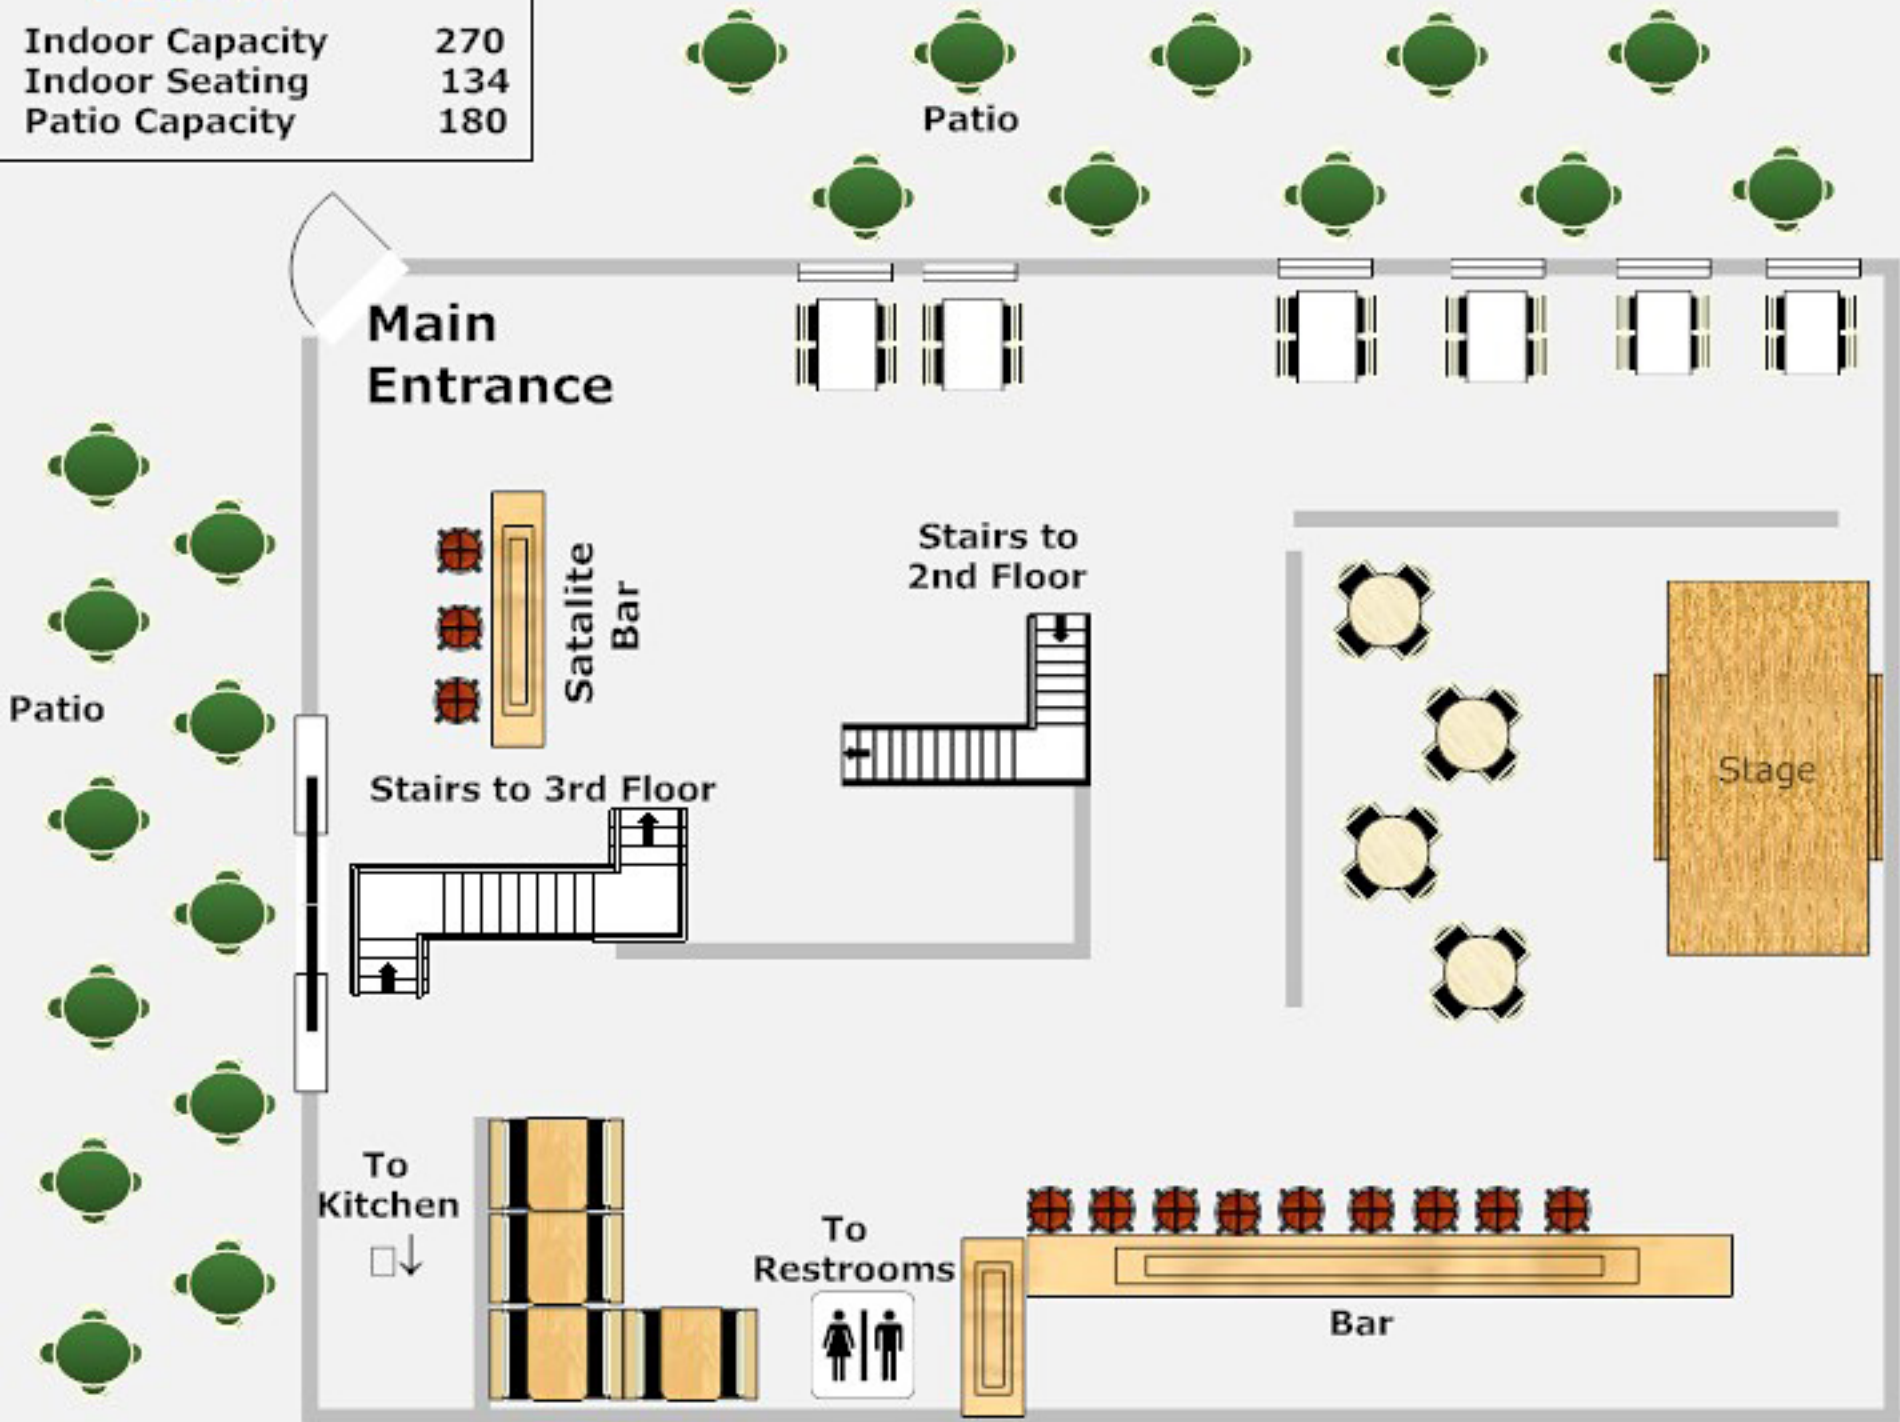 Indoor Capacity 270
Indoor Seating 134
Patio Capacity 180
Patio
Main
Entrance
Stairs to
2nd Floor
Satalite
Bar
Patio
Stage
Stairs to 3rd Floor
To
Kitchen
To
Restrooms
Bar